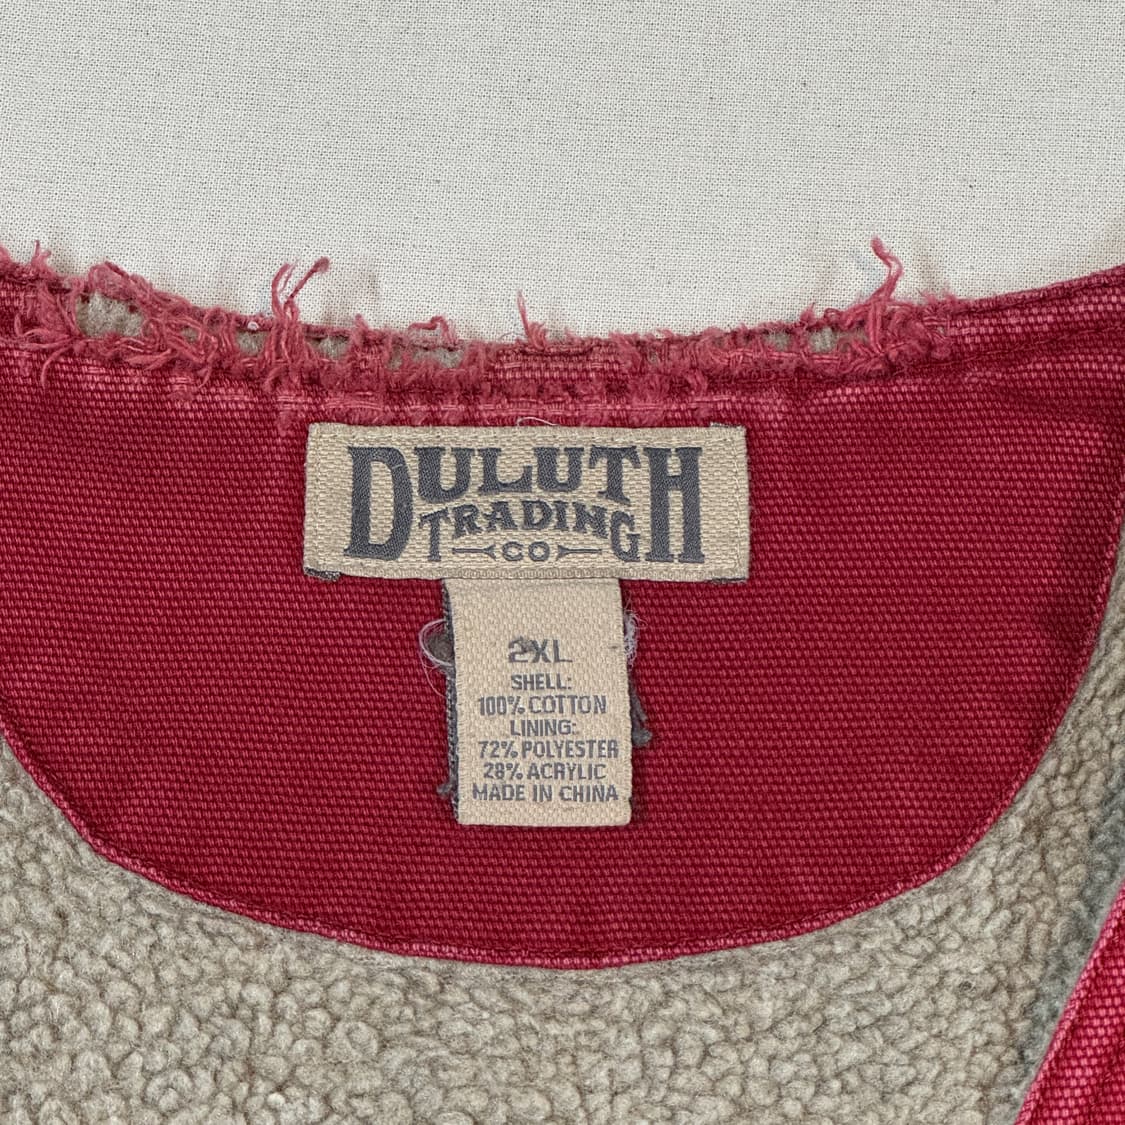 DULUTH
TRADING
CO
2XL
SHELL:
100% COTTON
LINING:
72% POLYESTER
28% ACRYLIC
MADE IN CHINA